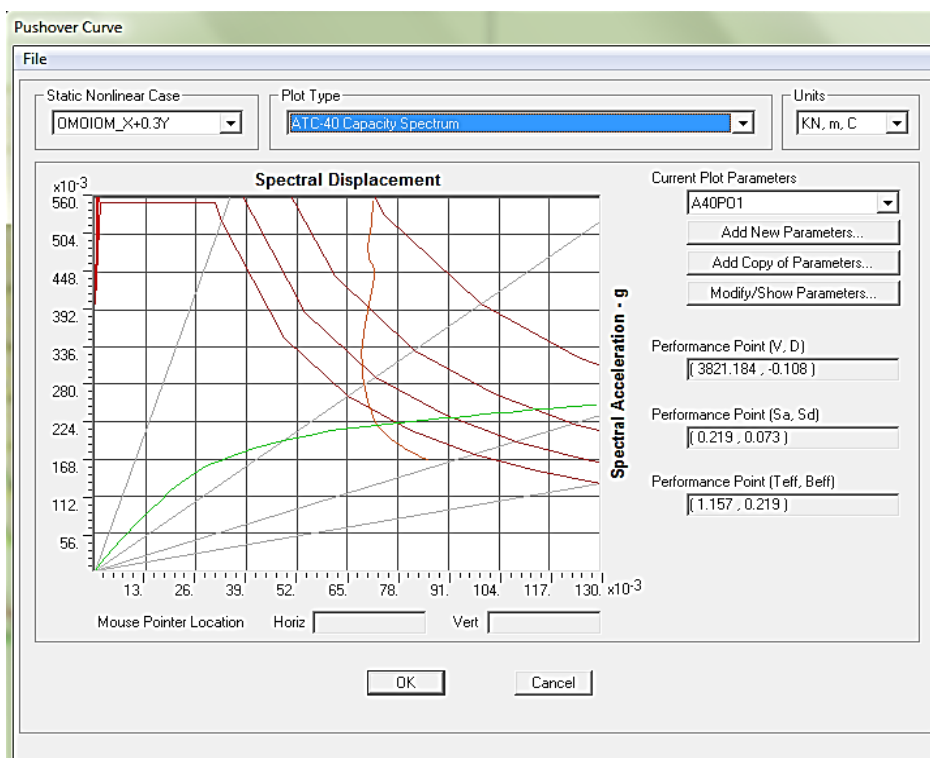 Pushover Curve
File
Static Nonlinear Case
OMOIOM_X+0.3Y
Plot Type
ATC-40 Capacity Spectrum
Units
KN, m, C
x10-3
Spectral Displacement
560.
504.
448.
392.
336.
280.
224.
168.
112.
56.
13. 26. 39. 52. 65. 78. 91. 104. 117. 130. x10-3
Spectral Acceleration - g
Mouse Pointer Location Horiz Vert
Current Plot Parameters
A40PO1
Add New Parameters...
Add Copy of Parameters...
Modify/Show Parameters...
Performance Point (V, D)
( 3821.184 , -0.108 )
Performance Point (Sa, Sd)
( 0.219 , 0.073 )
Performance Point (Teff, Beff)
( 1.157 , 0.219 )
OK Cancel